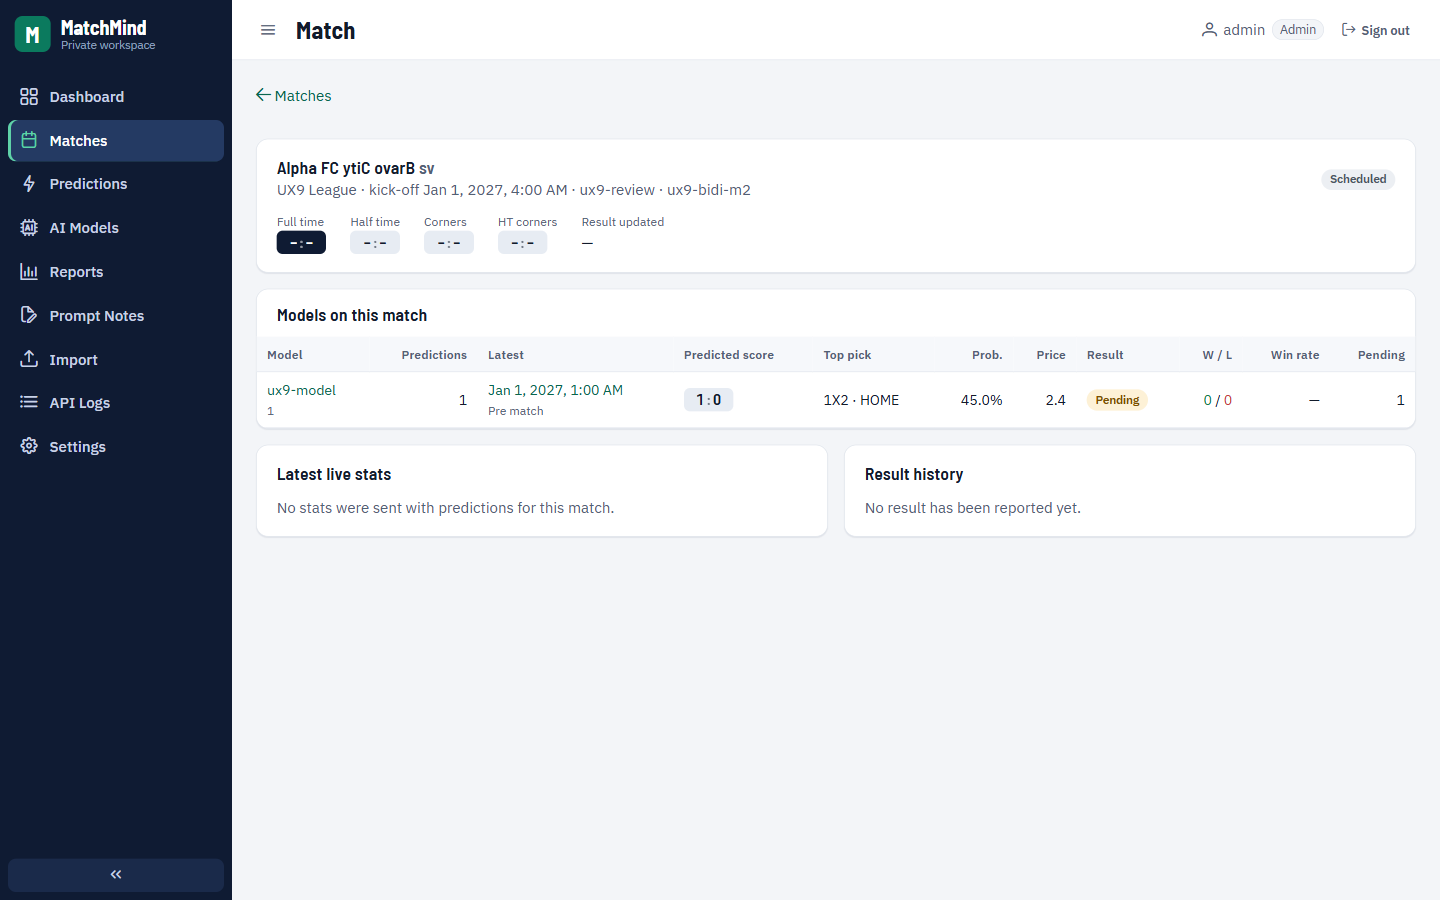 M
MatchMind
Private workspace
Dashboard
Matches
Predictions
AI Models
Reports
Prompt Notes
Import
API Logs
Settings
Match
admin Admin Sign out
Matches
Alpha FC ytiC ovarB sv
UX9 League · kick-off Jan 1, 2027, 4:00 AM · ux9-review · ux9-bidi-m2
Scheduled
Full time Half time Corners HT corners Result updated
-:- -:- -:- -:- —
Models on this match
Model Predictions Latest Predicted score Top pick Prob. Price Result W / L Win rate Pending
ux9-model 1 Jan 1, 2027, 1:00 AM 1:0 1X2 · HOME 45.0% 2.4 Pending 0 / 0 — 1
1 Pre match
Latest live stats
No stats were sent with predictions for this match.
Result history
No result has been reported yet.